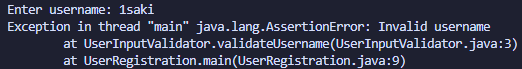 Enter username: 1saki
Exception in thread "main" java.lang.AssertionError: Invalid username
at UserInputValidator.validateUsername(UserInputValidator.java:3)
at UserRegistration.main(UserRegistration.java:9)